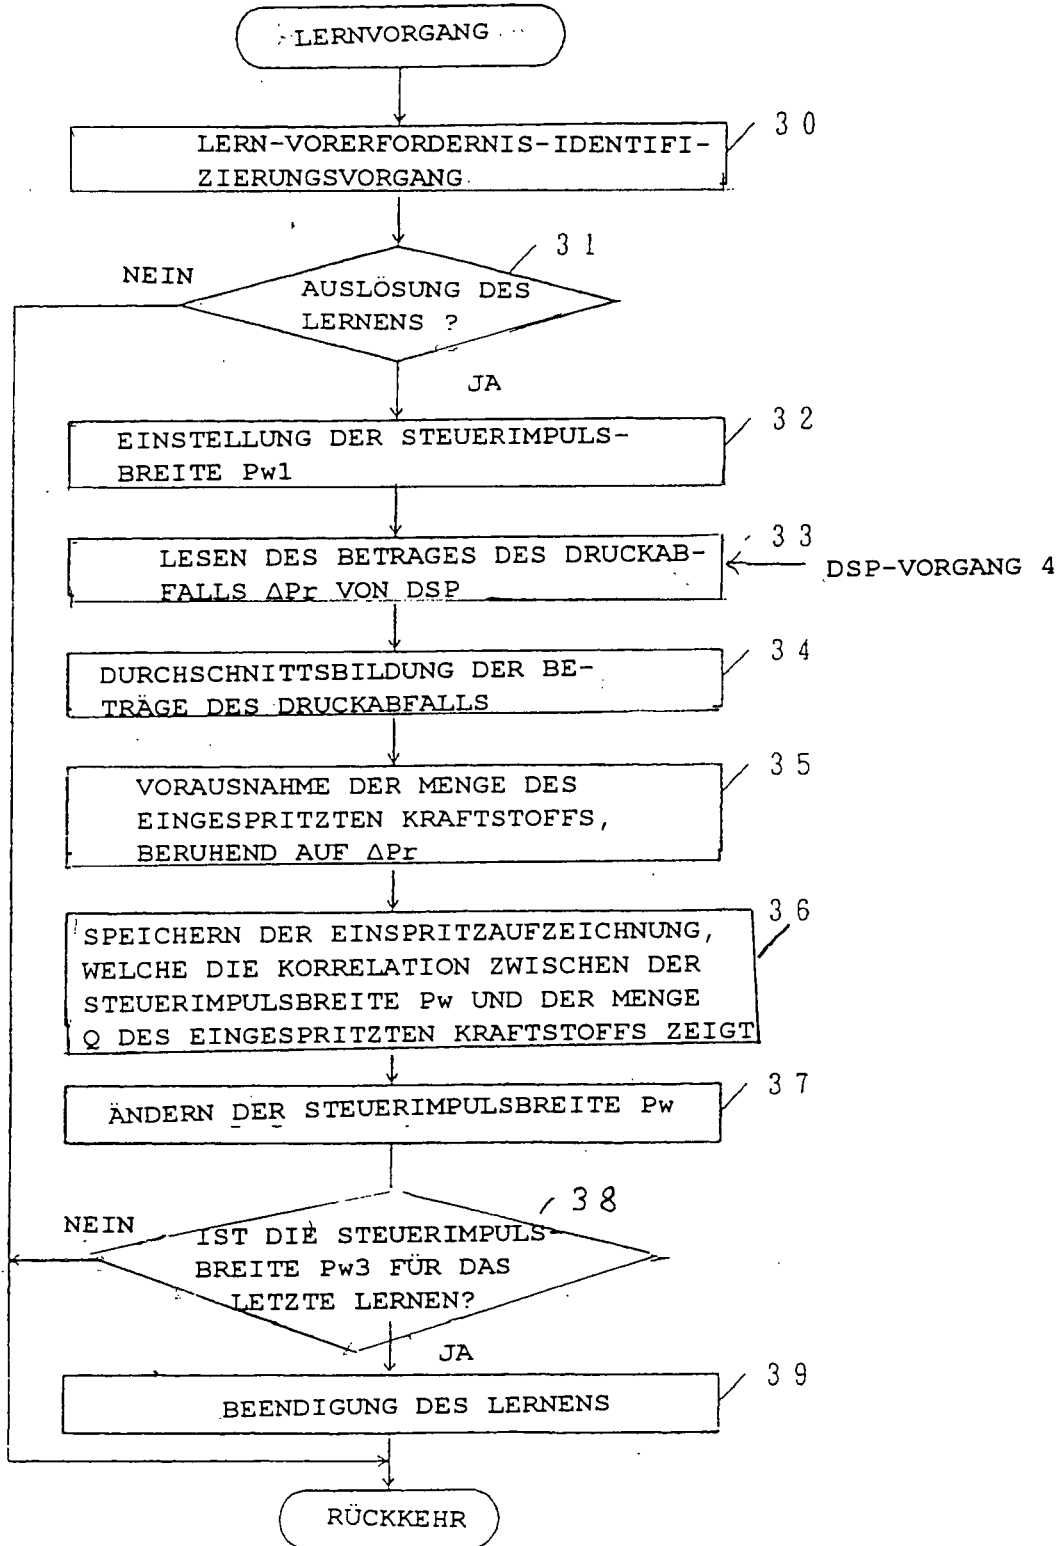 LERNVORGANG
30
LERN-VORERFORDERNIS-IDENTIFI-
ZIERUNGSVORGANG
31
NEIN
AUSLÖSUNG DES
LERNENS ?
JA
32
EINSTELLUNG DER STEUERIMPULS-
BREITE Pw1
33
LESEN DES BETRAGES DES DRUCKAB-
FALLS ΔPr VON DSP
DSP-VORGANG 4
34
DURCHSCHNITTSBILDUNG DER BE-
TRÄGE DES DRUCKABFALLS
35
VORAUSNAHME DER MENGE DES
EINGESPRITZTEN KRAFTSTOFFS,
BERUHEND AUF ΔPr
36
SPEICHERN DER EINSPRITZAUFZEICHNUNG,
WELCHE DIE KORRELATION ZWISCHEN DER
STEUERIMPULSBREITE Pw UND DER MENGE
Q DES EINGESPRITZTEN KRAFTSTOFFS ZEIGT
37
ÄNDERN DER STEUERIMPULSBREITE Pw
38
NEIN
IST DIE STEUERIMPULS-
BREITE Pw3 FÜR DAS
LETZTE LERNEN?
JA
39
BEENDIGUNG DES LERNENS
RÜCKKEHR